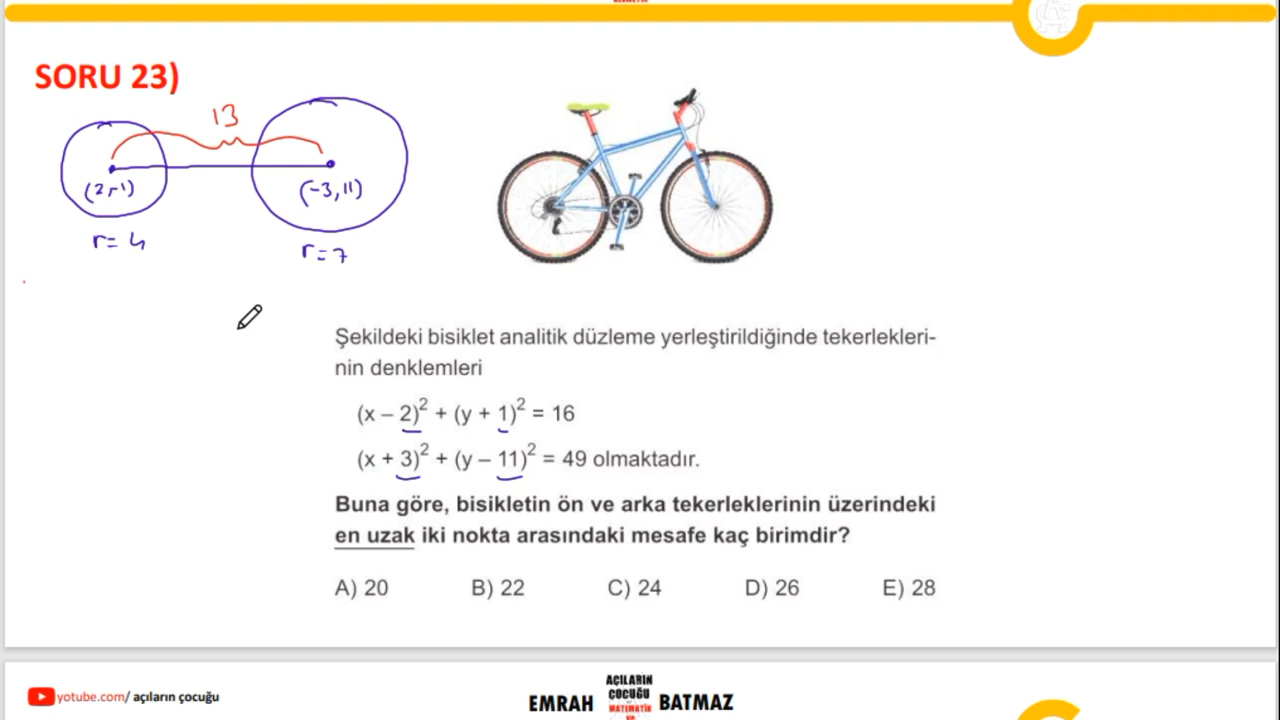 SORU 23)
13
(2,-1)
(-3,11)
r=4
r=7
Şekildeki bisiklet analitik düzleme yerleştirildiğinde tekerlekleri-
nin denklemleri
(x – 2)² + (y + 1)² = 16
(x + 3)² + (y – 11)² = 49 olmaktadır.
Buna göre, bisikletin ön ve arka tekerleklerinin üzerindeki
en uzak iki nokta arasındaki mesafe kaç birimdir?
A) 20 B) 22 C) 24 D) 26 E) 28
yotube.com/ açıların çocuğu
EMRAH AÇILARIN ÇOCUĞU MATEMATİK BATMAZ